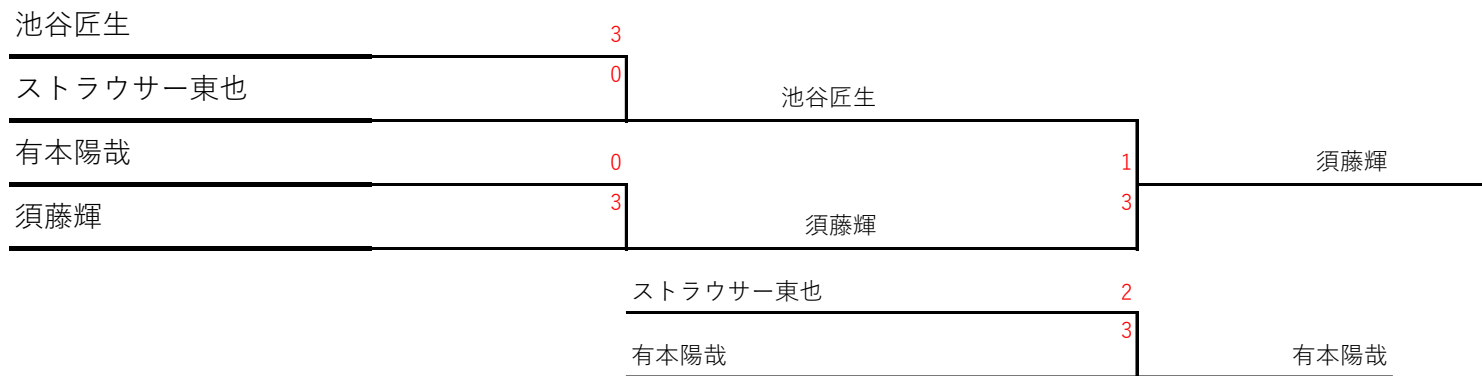 池谷匠生
3
0
ストラウサー東也
池谷匠生
有本陽哉
0
1
須藤輝
3
3
須藤輝
須藤輝
ストラウサー東也
2
3
有本陽哉
有本陽哉